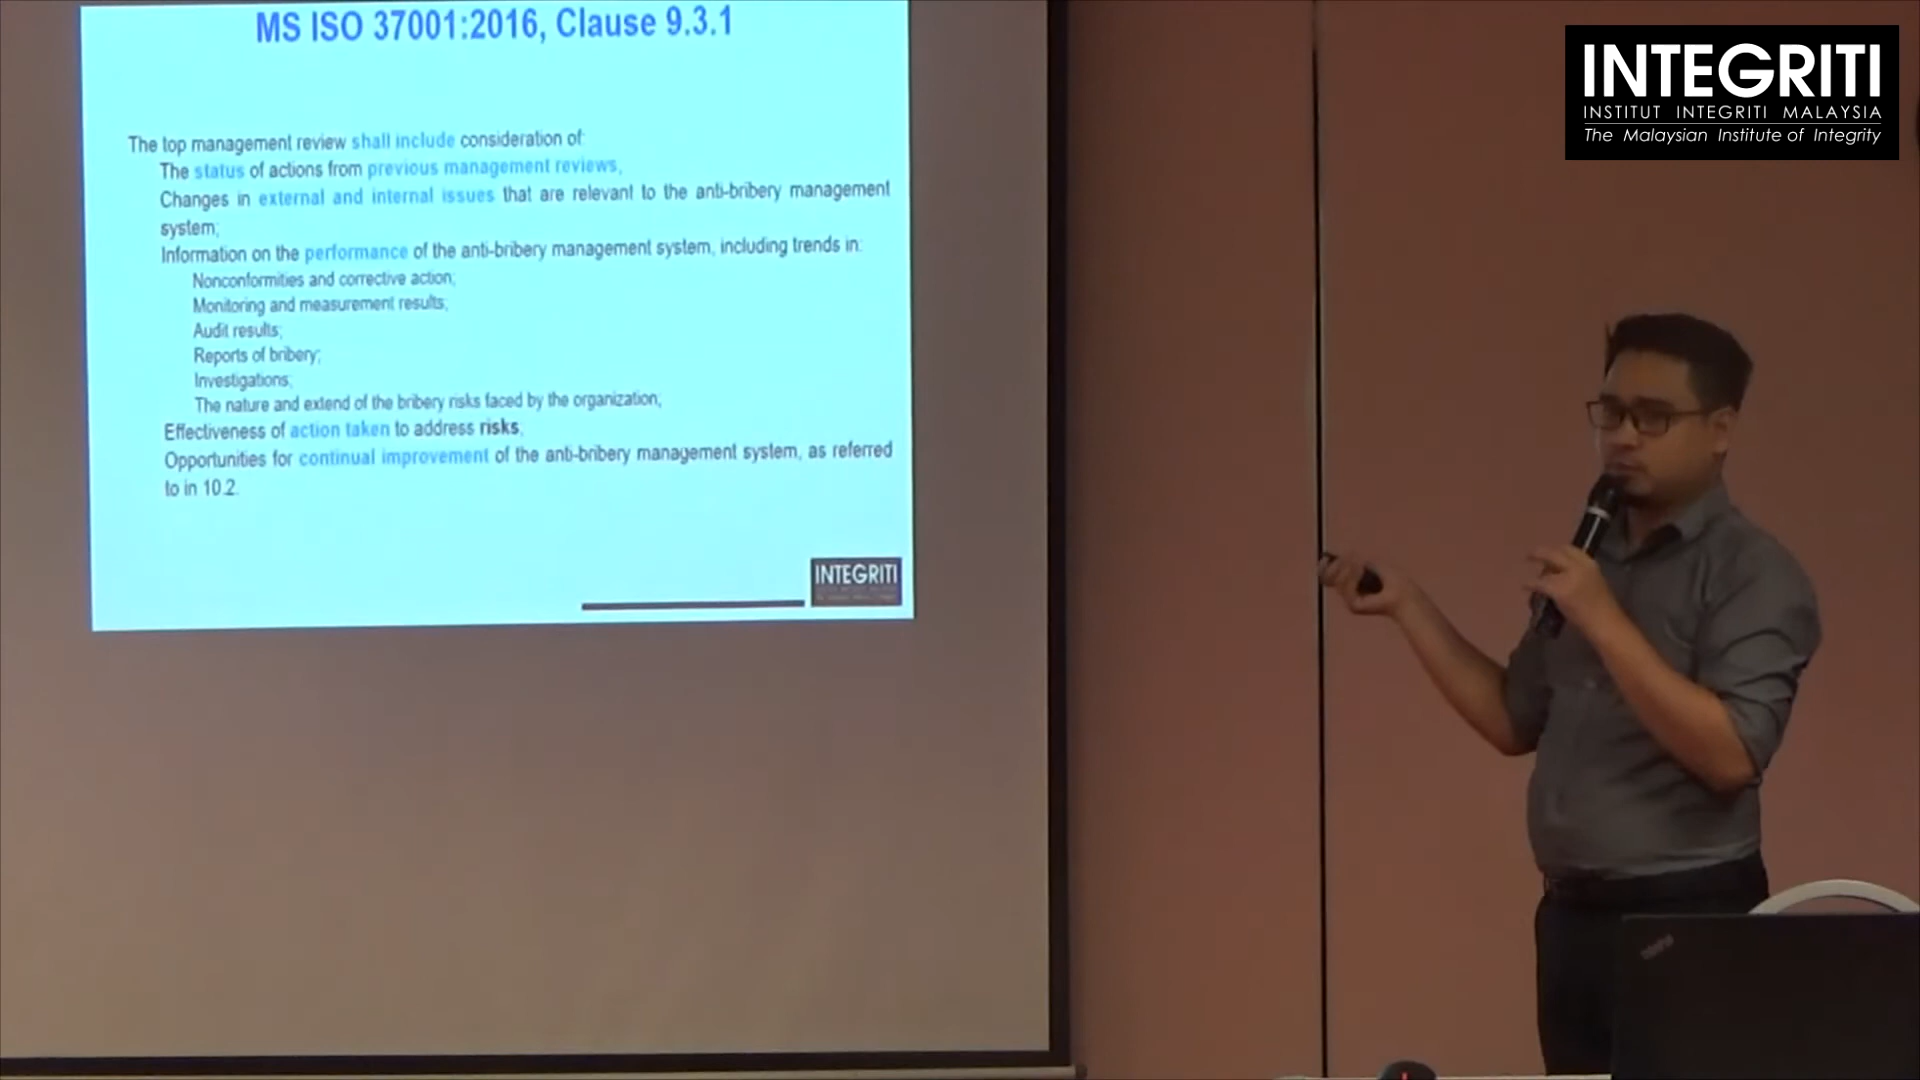 MS ISO 37001:2016, Clause 9.3.1
The top management review shall include consideration of:
The status of actions from previous management reviews;
Changes in external and internal issues that are relevant to the anti-bribery management
system;
Information on the performance of the anti-bribery management system, including trends in:
Nonconformities and corrective action;
Monitoring and measurement results;
Audit results;
Reports of bribery;
Investigations;
The nature and extend of the bribery risks faced by the organization;
Effectiveness of action taken to address risks;
Opportunities for continual improvement of the anti-bribery management system, as referred
to in 10.2.
INTEGRITI
INTEGRITI
INSTITUT INTEGRITI MALAYSIA
The Malaysian Institute of Integrity